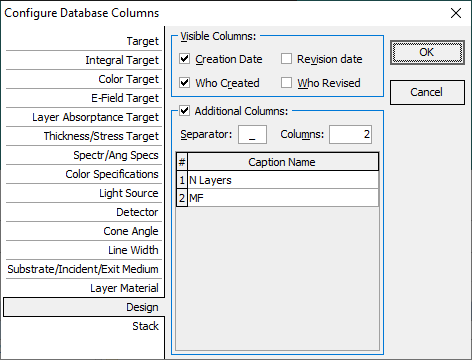 Configure Database Columns
Target
Integral Target
Color Target
E-Field Target
Layer Absorptance Target
Thickness/Stress Target
Spectr/Ang Specs
Color Specifications
Light Source
Detector
Cone Angle
Line Width
Substrate/Incident/Exit Medium
Layer Material
Design
Stack
Visible Columns:
Creation Date Revision date
Who Created Who Revised
Additional Columns:
Separator: _ Columns: 2
# Caption Name
1 N Layers
2 MF
OK
Cancel